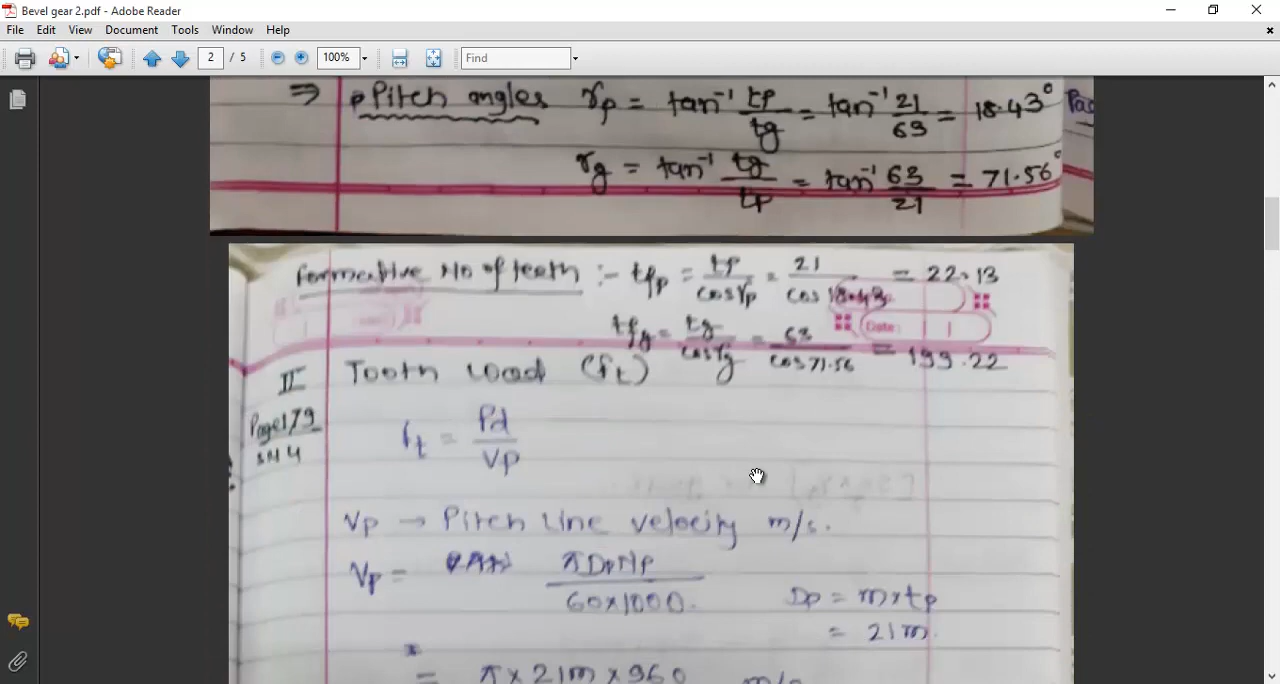 Bevel gear 2.pdf - Adobe Reader
File Edit View Document Tools Window Help
2 / 5 100% Find
⇒ Pitch angles γp = tan⁻¹ tp/tg = tan⁻¹ 21/63 = 18.43°
γg = tan⁻¹ tg/tp = tan⁻¹ 63/21 = 71.56°
Formative No of teeth :- tfp = tp/cosγp = 21/cos 18.43 = 22.13
Date:
tfg = tg/cosγg = 63/cos 71.56 = 199.22
II Tooth Load (Ft)
Page 179
SN 4
Ft = Pd/Vp
Vp → Pitch Line velocity m/s.
Vp = πDpNp/60×1000.
Dp = m×tp
= 21m.
= π×21m×960 m/s